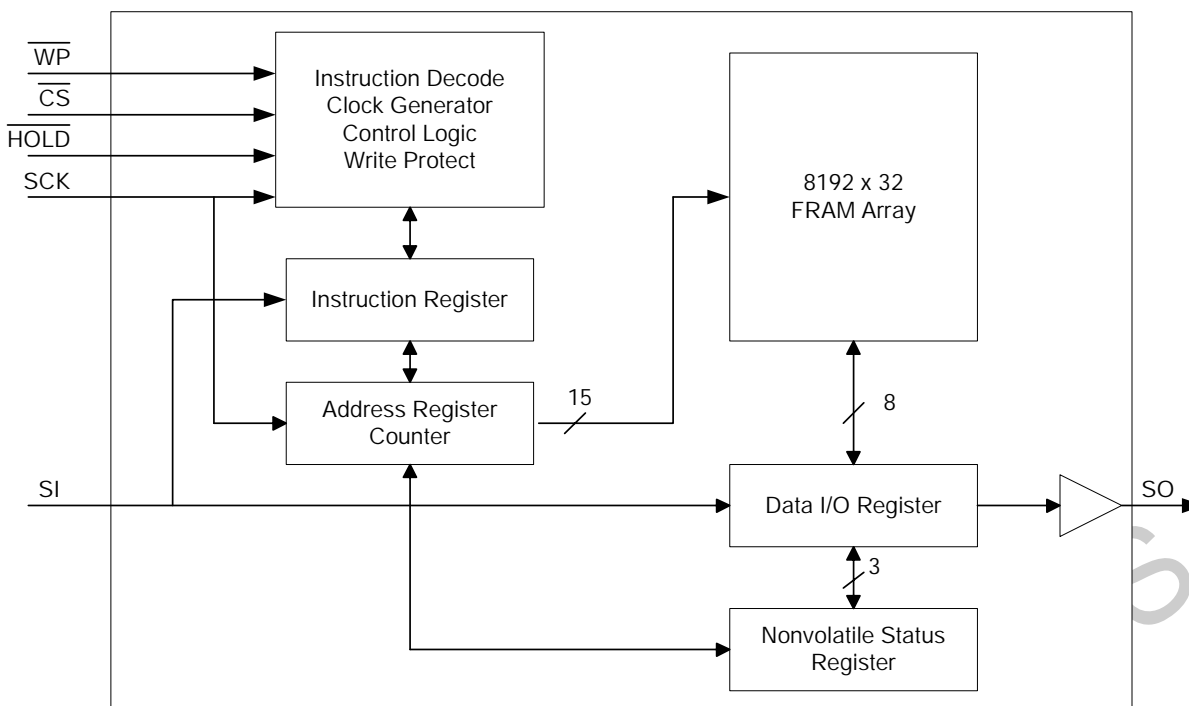 WP
CS
HOLD
SCK
Instruction Decode
Clock Generator
Control Logic
Write Protect
8192 x 32
FRAM Array
Instruction Register
Address Register
Counter
15
8
SI
Data I/O Register
SO
3
Nonvolatile Status
Register